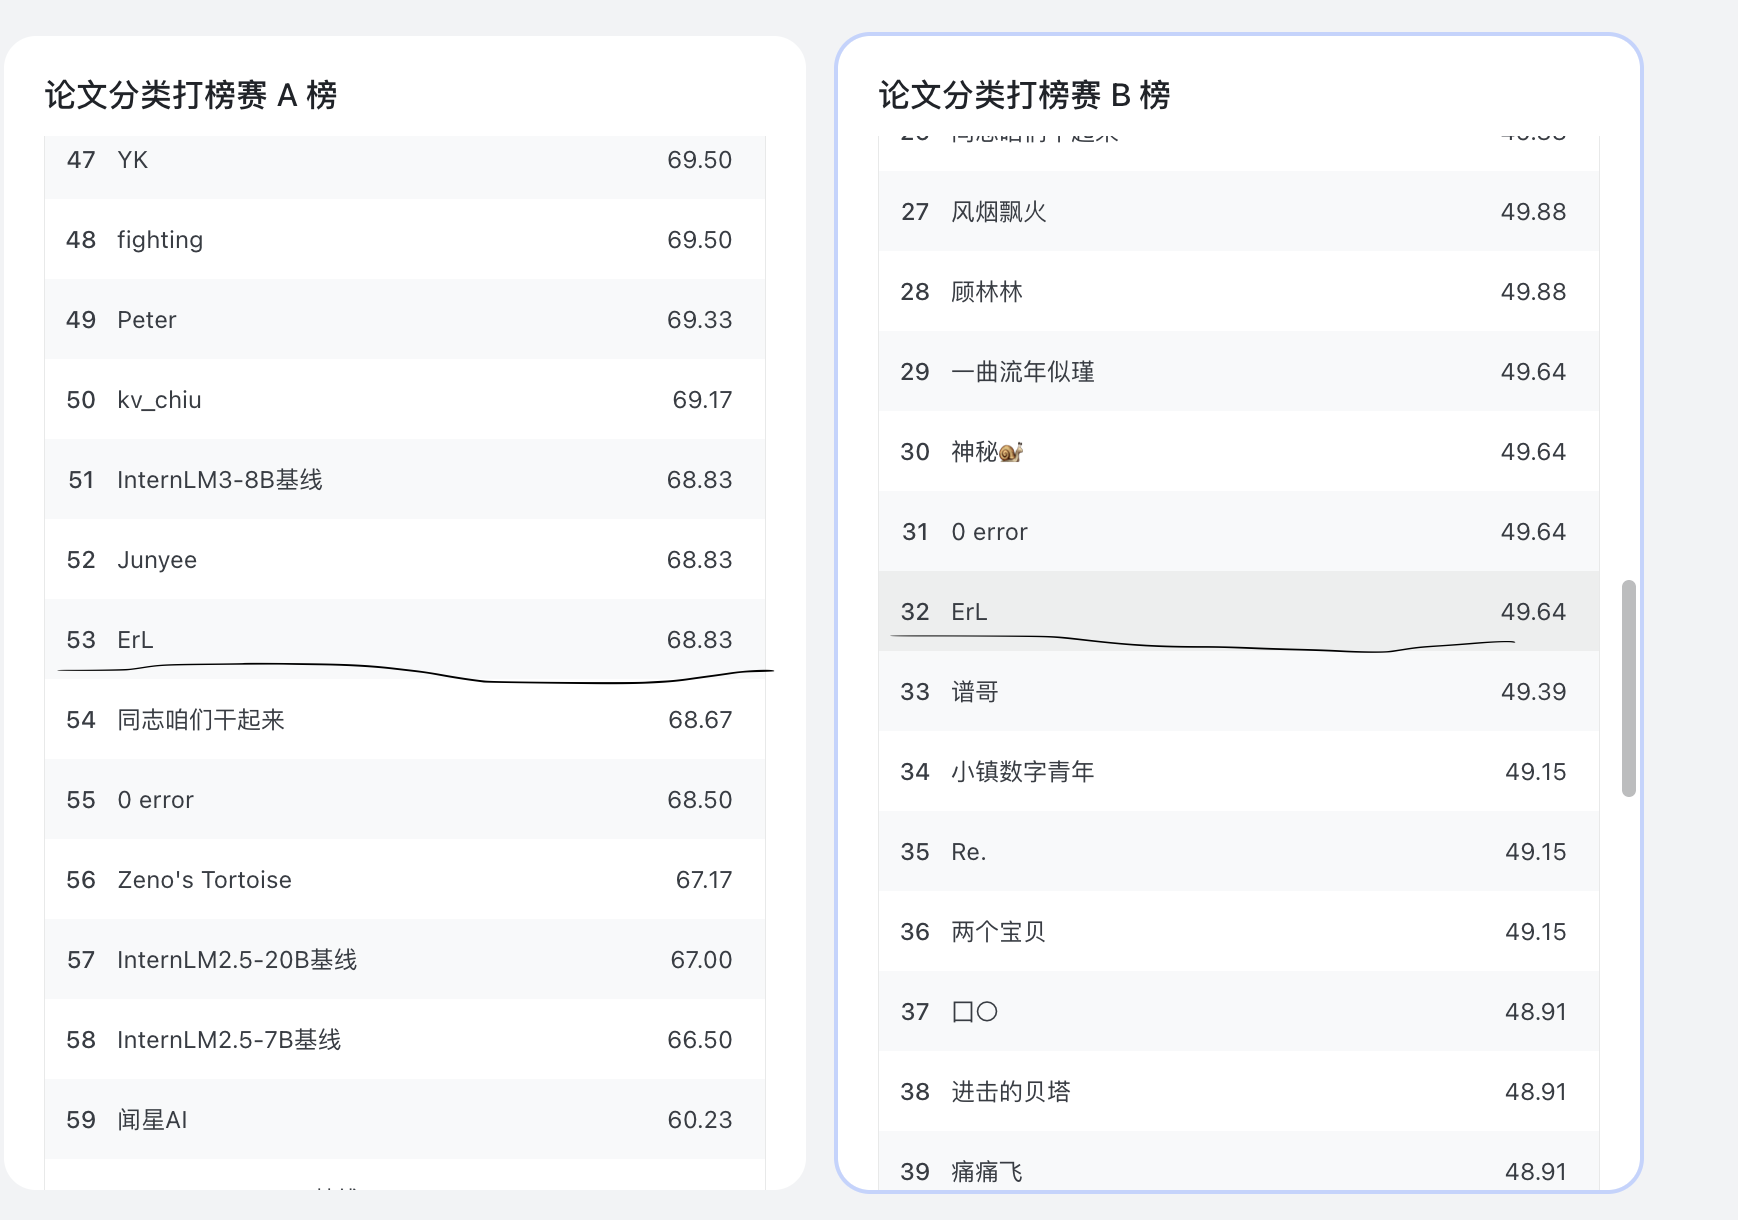 论文分类打榜赛 A 榜
47 YK 69.50
48 fighting 69.50
49 Peter 69.33
50 kv_chiu 69.17
51 InternLM3-8B基线 68.83
52 Junyee 68.83
53 ErL 68.83
54 同志咱们干起来 68.67
55 0 error 68.50
56 Zeno's Tortoise 67.17
57 InternLM2.5-20B基线 67.00
58 InternLM2.5-7B基线 66.50
59 闻星AI 60.23
论文分类打榜赛 B 榜
27 风烟飘火 49.88
28 顾林林 49.88
29 一曲流年似瑾 49.64
30 神秘🐌 49.64
31 0 error 49.64
32 ErL 49.64
33 谱哥 49.39
34 小镇数字青年 49.15
35 Re. 49.15
36 两个宝贝 49.15
37 囗〇 48.91
38 进击的贝塔 48.91
39 痛痛飞 48.91